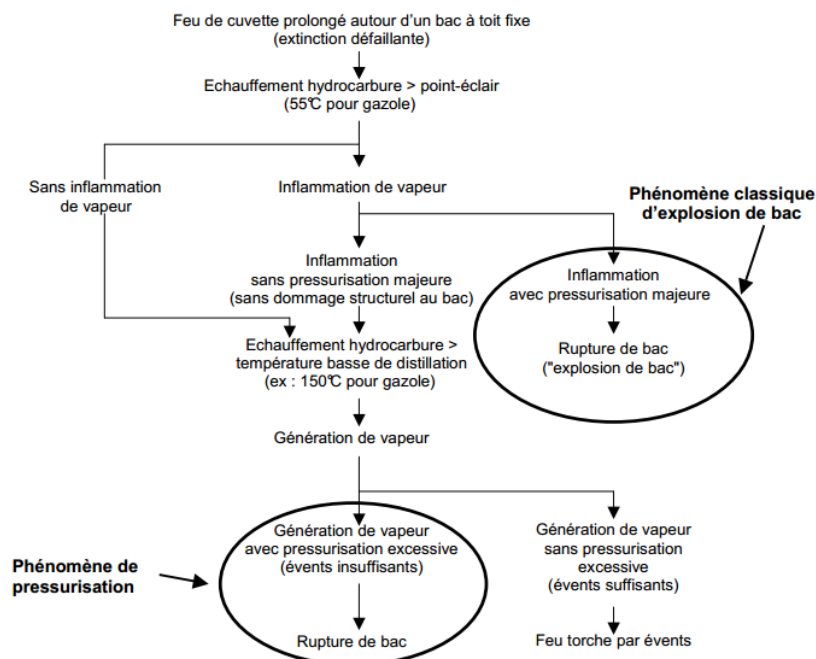 Feu de cuvette prolongé autour d'un bac à toit fixe
(extinction défaillante)
Echauffement hydrocarbure > point-éclair
(55℃ pour gazole)
Sans inflammation
de vapeur
Inflammation de vapeur
Phénomène classique
d'explosion de bac
Inflammation
sans pressurisation majeure
(sans dommage structurel au bac)
Inflammation
avec pressurisation majeure
Rupture de bac
("explosion de bac")
Echauffement hydrocarbure >
température basse de distillation
(ex : 150℃ pour gazole)
Génération de vapeur
Phénomène de
pressurisation
Génération de vapeur
avec pressurisation excessive
(évents insuffisants)
Rupture de bac
Génération de vapeur
sans pressurisation
excessive
(évents suffisants)
Feu torche par évents